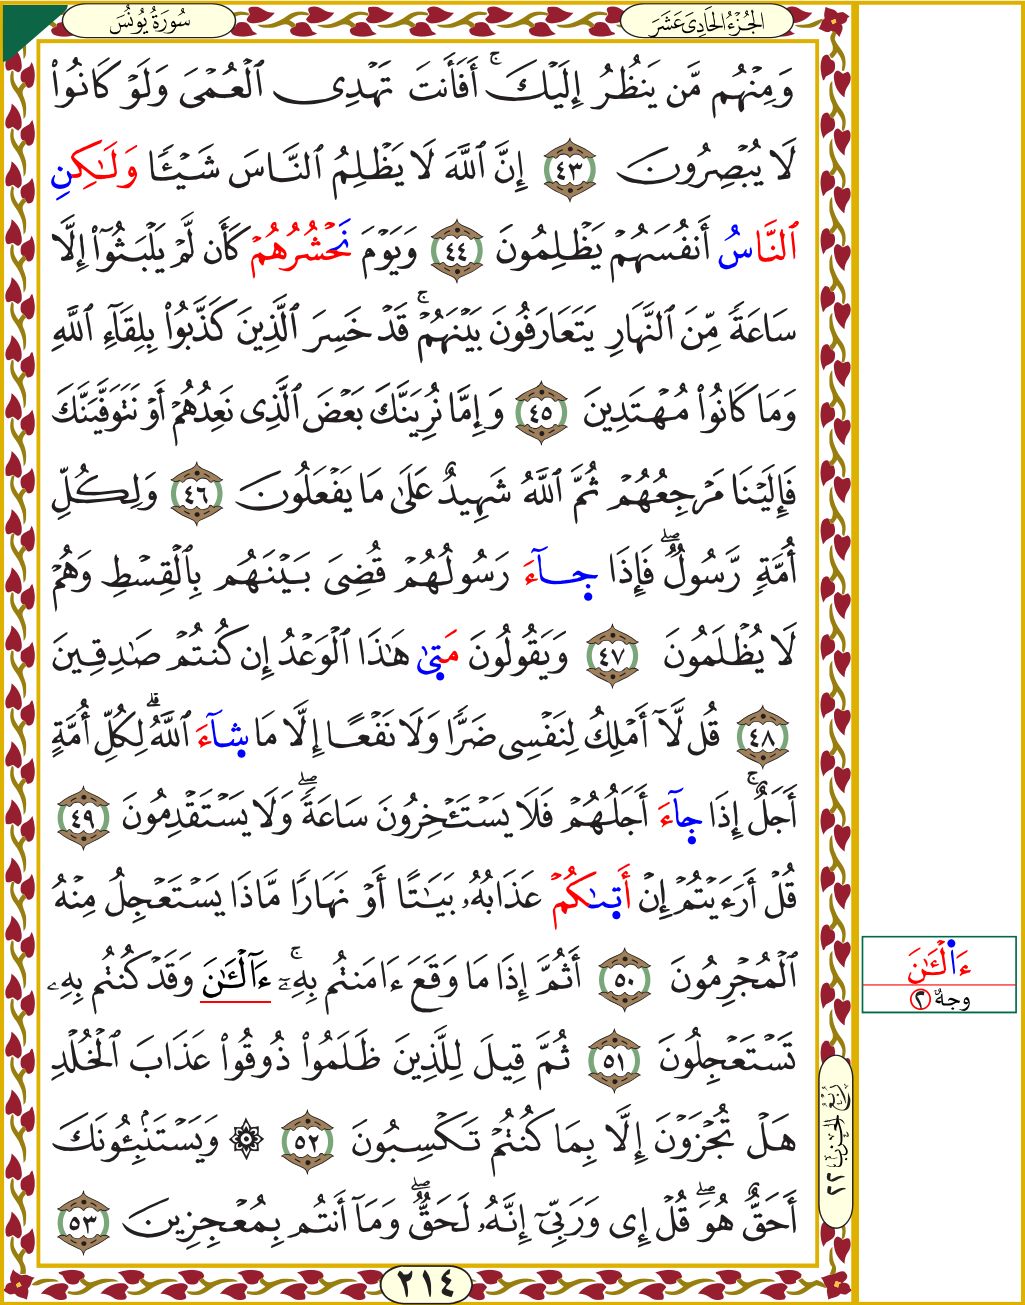 سُورَةُ يُونُسَ
الجُزْءُ الحَادِىَ عَشَرَ
وَمِنْهُم مَّن يَنظُرُ إِلَيْكَ ۚ أَفَأَنتَ تَهْدِى ٱلْعُمْىَ وَلَوْ كَانُوا۟
لَا يُبْصِرُونَ ٤٣ إِنَّ ٱللَّهَ لَا يَظْلِمُ ٱلنَّاسَ شَيْـًٔا وَلَـٰكِنِ
ٱلنَّاسُ أَنفُسَهُمْ يَظْلِمُونَ ٤٤ وَيَوْمَ نَحْشُرُهُمْ كَأَن لَّمْ يَلْبَثُوٓا۟ إِلَّا
سَاعَةً مِّنَ ٱلنَّهَارِ يَتَعَارَفُونَ بَيْنَهُمْ ۚ قَدْ خَسِرَ ٱلَّذِينَ كَذَّبُوا۟ بِلِقَآءِ ٱللَّهِ
وَمَا كَانُوا۟ مُهْتَدِينَ ٤٥ وَإِمَّا نُرِيَنَّكَ بَعْضَ ٱلَّذِى نَعِدُهُمْ أَوْ نَتَوَفَّيَنَّكَ
فَإِلَيْنَا مَرْجِعُهُمْ ثُمَّ ٱللَّهُ شَهِيدٌ عَلَىٰ مَا يَفْعَلُونَ ٤٦ وَلِكُلِّ
أُمَّةٍ رَّسُولٌ ۖ فَإِذَا جَآءَ رَسُولُهُمْ قُضِىَ بَيْنَهُم بِٱلْقِسْطِ وَهُمْ
لَا يُظْلَمُونَ ٤٧ وَيَقُولُونَ مَتَىٰ هَـٰذَا ٱلْوَعْدُ إِن كُنتُمْ صَـٰدِقِينَ
٤٨ قُل لَّآ أَمْلِكُ لِنَفْسِى ضَرًّا وَلَا نَفْعًا إِلَّا مَا شَآءَ ٱللَّهُ ۗ لِكُلِّ أُمَّةٍ
أَجَلٌ ۚ إِذَا جَآءَ أَجَلُهُمْ فَلَا يَسْتَـْٔخِرُونَ سَاعَةً ۖ وَلَا يَسْتَقْدِمُونَ ٤٩
قُلْ أَرَءَيْتُمْ إِنْ أَتَىٰكُمْ عَذَابُهُۥ بَيَـٰتًا أَوْ نَهَارًا مَّاذَا يَسْتَعْجِلُ مِنْهُ
ٱلْمُجْرِمُونَ ٥٠ أَثُمَّ إِذَا مَا وَقَعَ ءَامَنتُم بِهِۦٓ ۚ ءَآلْـَٔـٰنَ وَقَدْ كُنتُم بِهِۦ
تَسْتَعْجِلُونَ ٥١ ثُمَّ قِيلَ لِلَّذِينَ ظَلَمُوا۟ ذُوقُوا۟ عَذَابَ ٱلْخُلْدِ
هَلْ تُجْزَوْنَ إِلَّا بِمَا كُنتُمْ تَكْسِبُونَ ٥٢ ۞ وَيَسْتَنۢبِـُٔونَكَ
أَحَقٌّ هُوَ ۖ قُلْ إِى وَرَبِّىٓ إِنَّهُۥ لَحَقٌّ ۖ وَمَآ أَنتُم بِمُعْجِزِينَ ٥٣
ءَا۬لْـَٔـٰنَ
وجهٌ ٢
رُبْعُ الحِزْبِ ٢٢
٢١٤